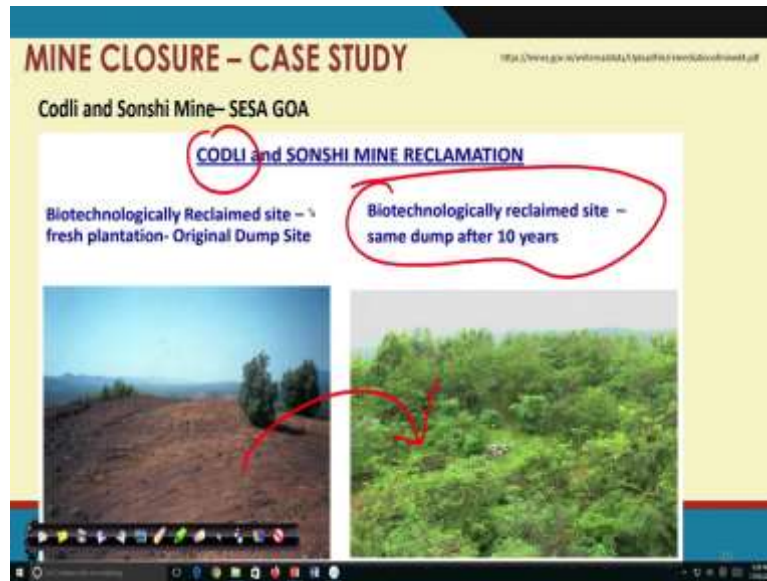 MINE CLOSURE – CASE STUDY
Codli and Sonshi Mine– SESA GOA
CODLI and SONSHI MINE RECLAMATION
Biotechnologically Reclaimed site –
fresh plantation- Original Dump Site
Biotechnologically reclaimed site –
same dump after 10 years